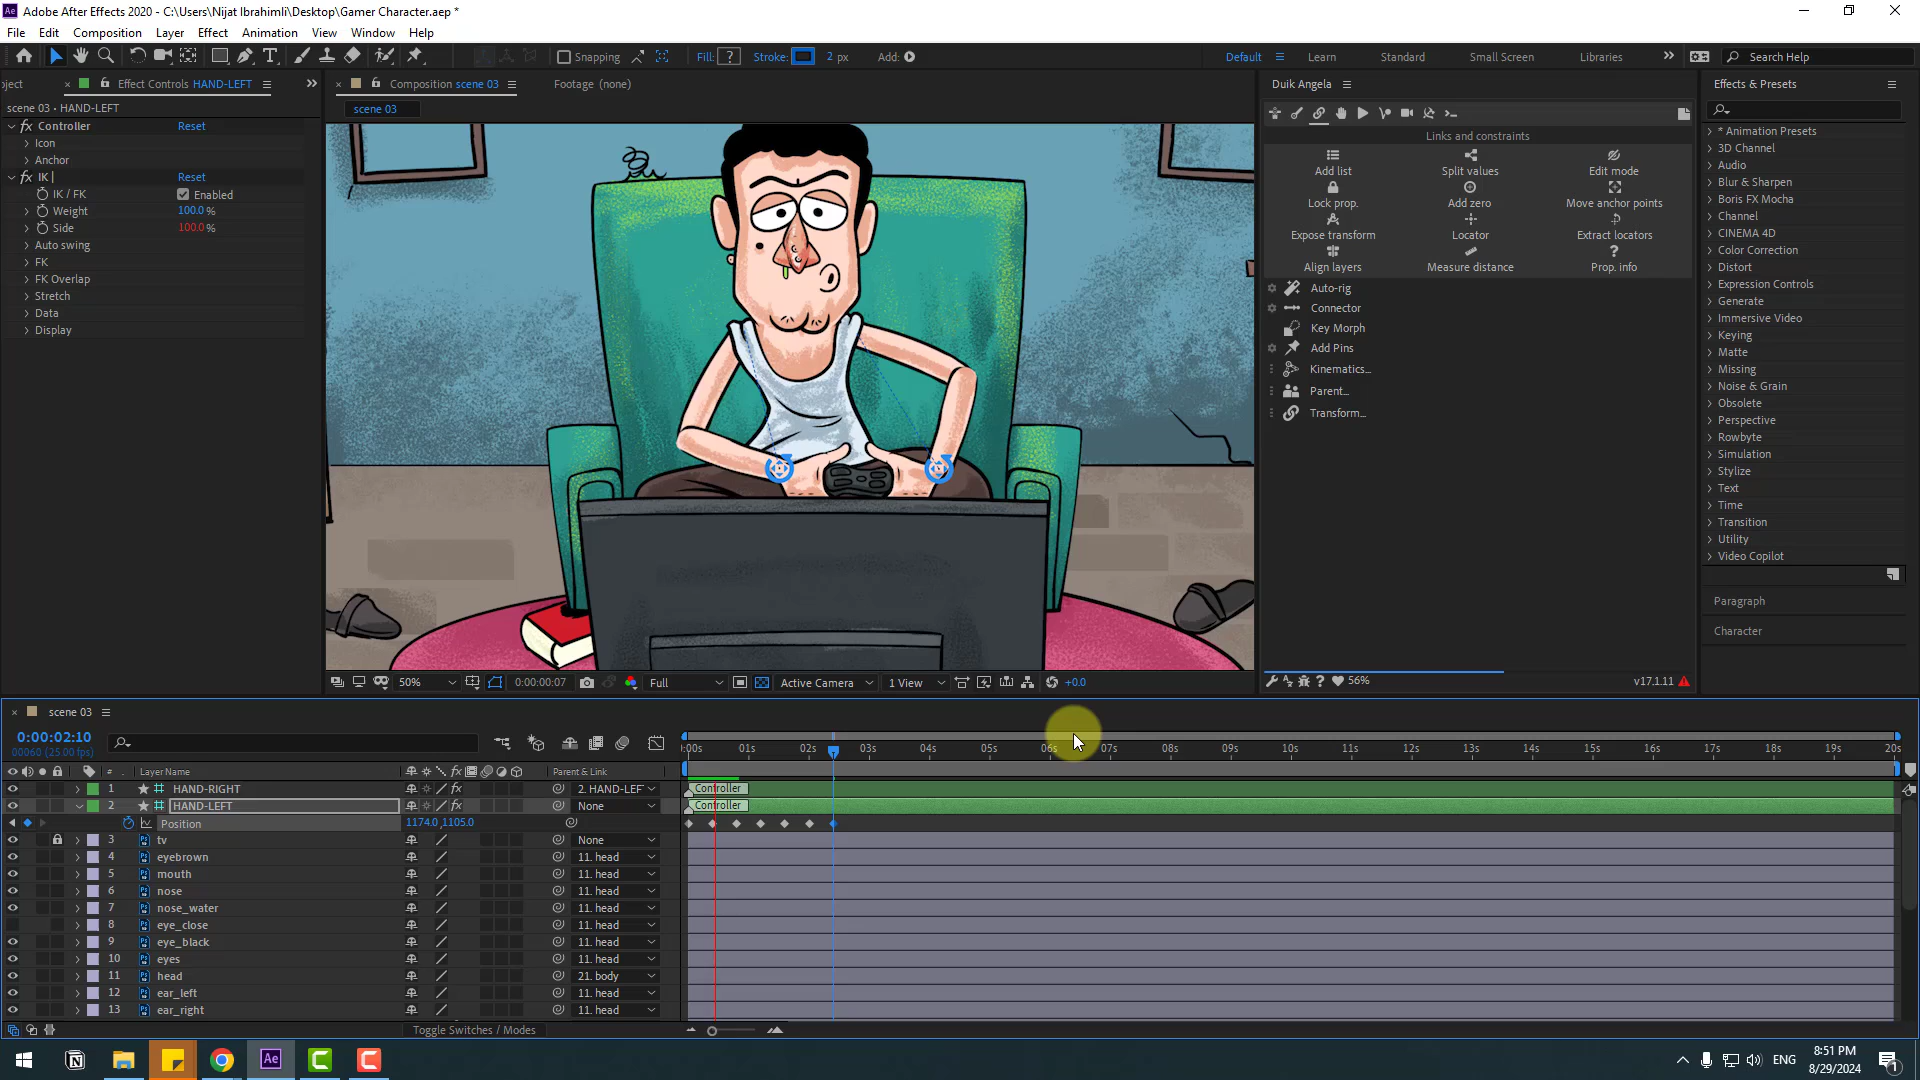 Adobe After Effects 2020 - C:\Users\Nijat Ibrahimli\Desktop\Gamer Character.aep *
File Edit Composition Layer Effect Animation View Window Help
Snapping Fill: ? Stroke: 2 px Add: Default Learn Standard Small Screen Libraries Search Help
ject Effect Controls HAND-LEFT
scene 03 • HAND-LEFT
Controller Reset
Icon
Anchor
IK | Reset
IK / FK Enabled
Weight 100.0 %
Side 100.0 %
Auto swing
FK
FK Overlap
Stretch
Data
Display
Composition scene 03 Footage (none)
scene 03
50% 0:00:00:07 Full Active Camera 1 View +0.0
Duik Angela
Links and constraints
Add list Split values Edit mode
Lock prop. Add zero Move anchor points
Expose transform Locator Extract locators
Align layers Measure distance Prop. info
Auto-rig
Connector
Key Morph
Add Pins
Kinematics...
Parent...
Transform...
56% v17.1.11
Effects & Presets
* Animation Presets
3D Channel
Audio
Blur & Sharpen
Boris FX Mocha
Channel
CINEMA 4D
Color Correction
Distort
Expression Controls
Generate
Immersive Video
Keying
Matte
Missing
Noise & Grain
Obsolete
Perspective
Rowbyte
Simulation
Stylize
Text
Time
Transition
Utility
Video Copilot
Paragraph
Character
scene 03
0:00:02:10
00060 (25.00 fps)
:00s 01s 02s 03s 04s 05s 06s 07s 08s 09s 10s 11s 12s 13s 14s 15s 16s 17s 18s 19s 20s
# Layer Name Parent & Link
1 HAND-RIGHT 2. HAND-LEF Controller
2 HAND-LEFT None Controller
Position 1174.0,1105.0
3 tv None
4 eyebrown 11. head
5 mouth 11. head
6 nose 11. head
7 nose_water 11. head
8 eye_close 11. head
9 eye_black 11. head
10 eyes 11. head
11 head 21. body
12 ear_left 11. head
13 ear_right 11. head
Toggle Switches / Modes
ENG 8:51 PM
8/29/2024